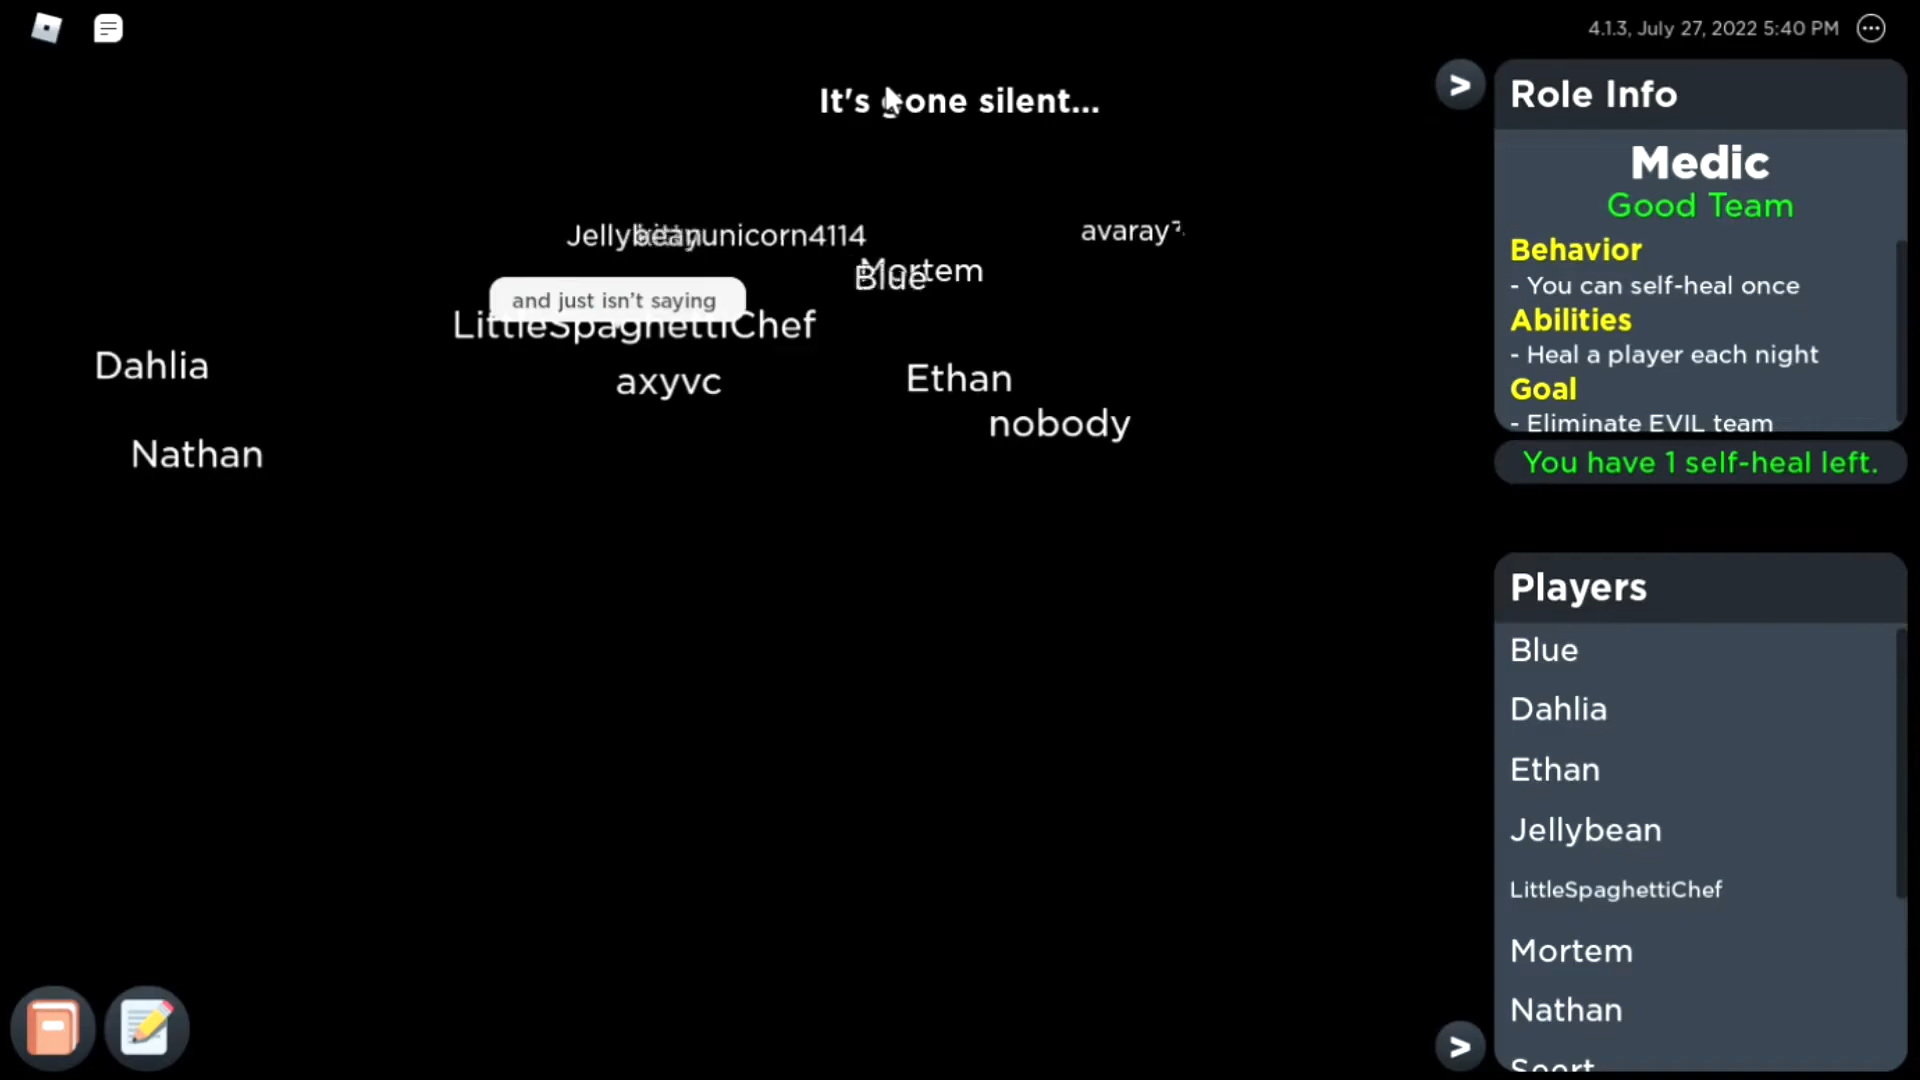 4.1.3, July 27, 2022 5:40 PM
It's gone silent...
avaray
Mortem
Blue
and just isn't saying
LittleSpaghettiChef
Dahlia
axyvc
Ethan
nobody
Nathan
>
Role Info
Medic
Good Team
Behavior
- You can self-heal once
Abilities
- Heal a player each night
Goal
- Eliminate EVIL team
You have 1 self-heal left.
Players
Blue
Dahlia
Ethan
Jellybean
LittleSpaghettiChef
Mortem
Nathan
>